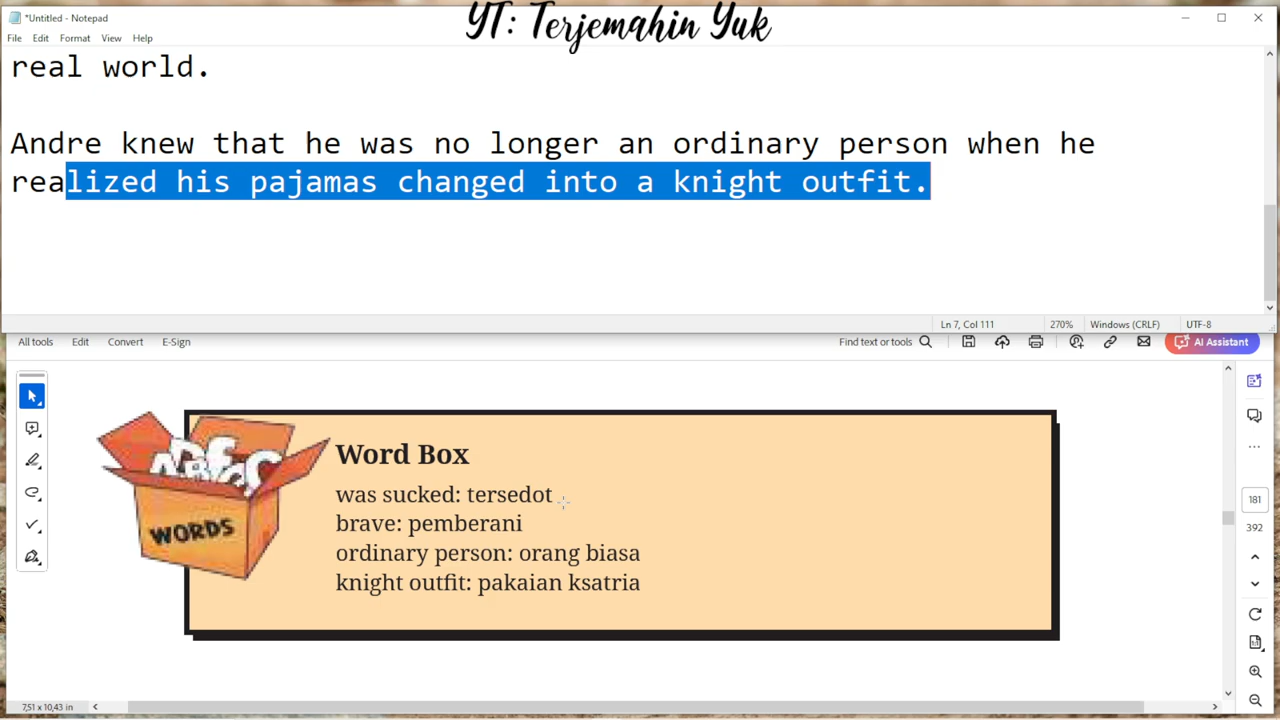 YT: Terjemahin Yuk
*Untitled - Notepad
File Edit Format View Help
real world.
Andre knew that he was no longer an ordinary person when he
realized his pajamas changed into a knight outfit.
Ln 7, Col 111 270% Windows (CRLF) UTF-8
All tools Edit Convert E-Sign Find text or tools AI Assistant
WORDS
Word Box
was sucked: tersedot
brave: pemberani
ordinary person: orang biasa
knight outfit: pakaian ksatria
181
392
7,51 x 10,43 in